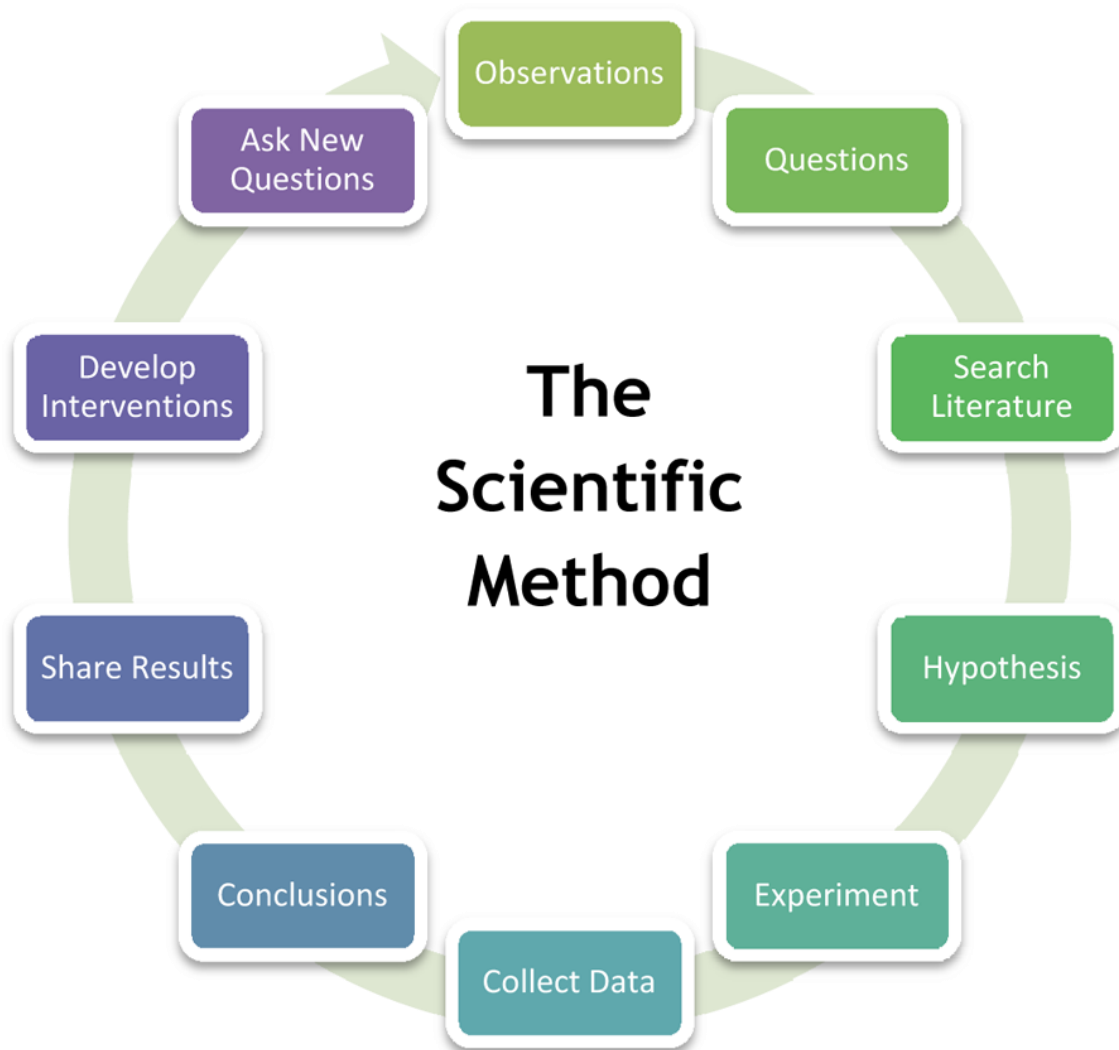 Observations
Questions
Search
Literature
Hypothesis
Experiment
Collect Data
Conclusions
Share Results
Develop
Interventions
Ask New
Questions
The
Scientific
Method